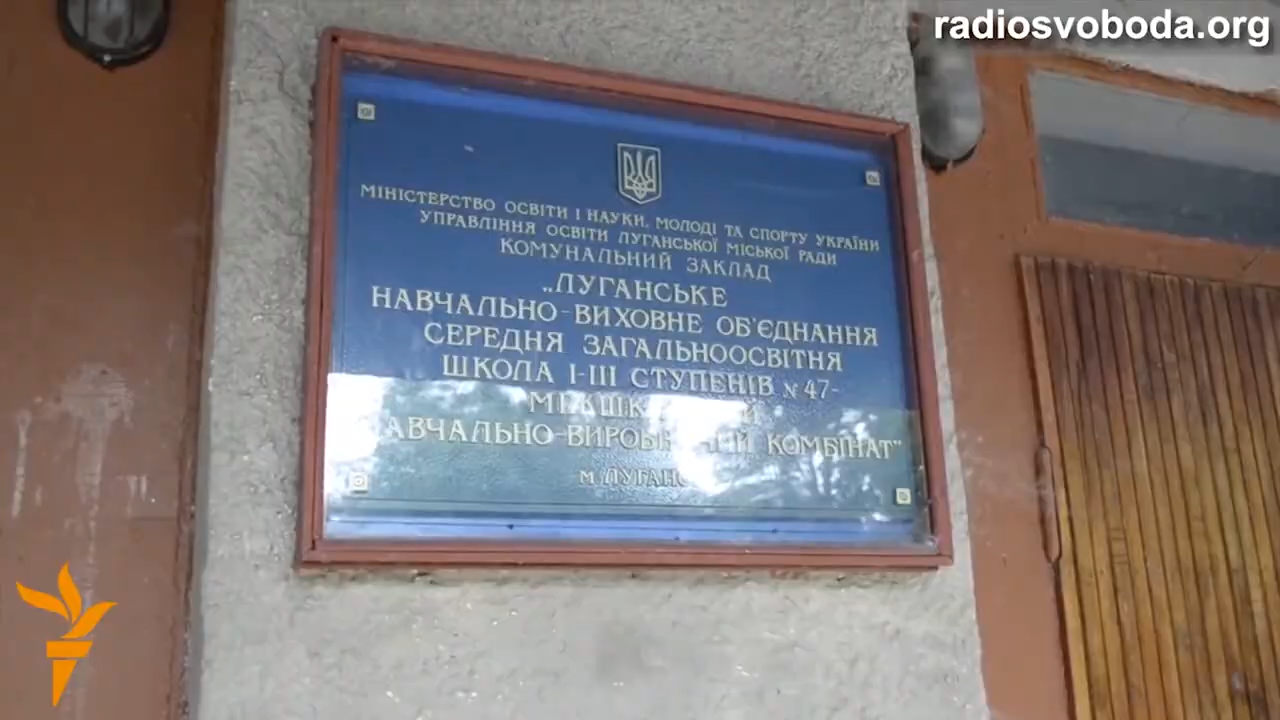 radiosvoboda.org
МІНІСТЕРСТВО ОСВІТИ І НАУКИ, МОЛОДІ ТА СПОРТУ УКРАЇНИ
УПРАВЛІННЯ ОСВІТИ ЛУГАНСЬКОЇ МІСЬКОЇ РАДИ
КОМУНАЛЬНИЙ ЗАКЛАД
„ЛУГАНСЬКЕ
НАВЧАЛЬНО-ВИХОВНЕ ОБ'ЄДНАННЯ
СЕРЕДНЯ ЗАГАЛЬНООСВІТНЯ
ШКОЛА І-ІІІ СТУПЕНІВ № 47-
КОМБІНАТ"
м